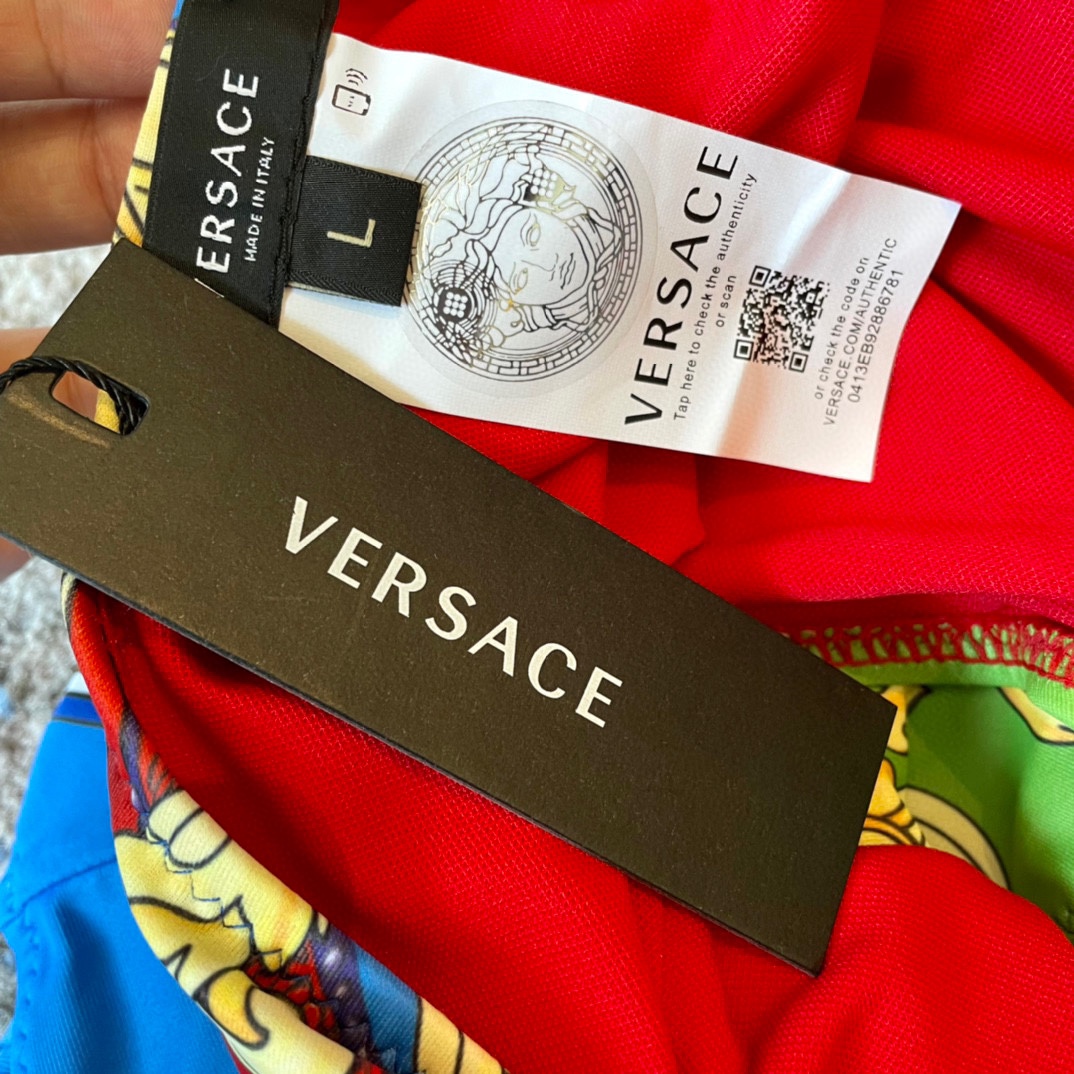 VERSACE
MADE IN ITALY
L
VERSACE
Tap here to check the authenticity
or scan
or check the code on
VERSACE.COM/AUTHENTIC
0413EB92886781
VERSACE